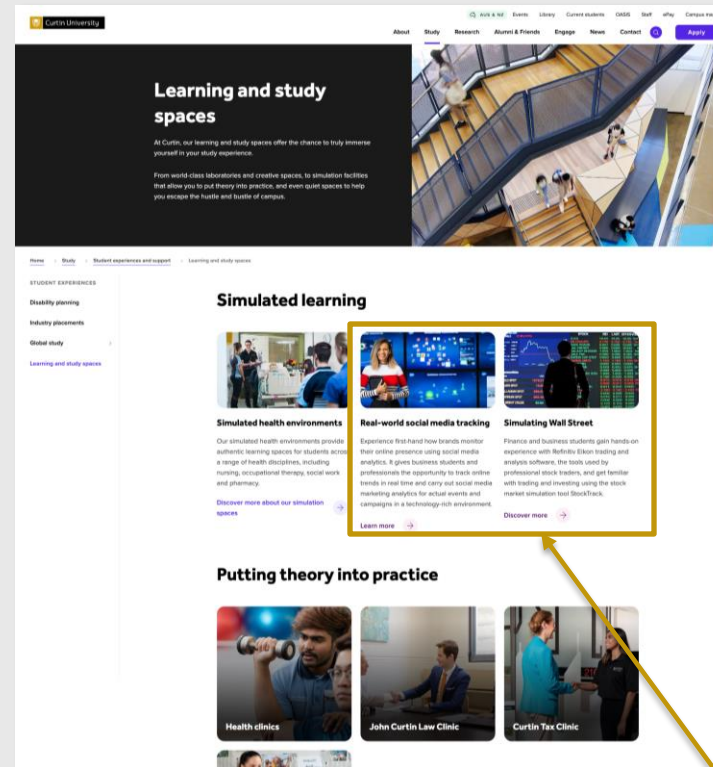 Curtin University
Events Library Current students OASIS Staff ePay
About Study Research Alumni & Friends Engage News Contact Apply
Learning and study
spaces
At Curtin, our learning and study spaces offer the chance to truly immerse
yourself in your study experience.
From world-class laboratories and creative spaces, to simulation facilities
that allow you to put theory into practice, and even quiet spaces to help
you escape the hustle and bustle of campus.
Home Study Student experiences and support Learning and study spaces
STUDENT EXPERIENCES
Disability planning
Industry placements
Global study
Learning and study spaces
Simulated learning
Simulated health environments
Our simulated health environments provide
authentic learning spaces for students across
a range of health disciplines, including
nursing, occupational therapy, social work
and pharmacy.
Discover more about our simulation
spaces
Real-world social media tracking
Experience first-hand how brands monitor
their online presence using social media
analytics. It gives business students and
professionals the opportunity to track online
trends in real time and carry out social media
marketing analytics for actual events and
campaigns in a technology-rich environment.
Learn more
Simulating Wall Street
Finance and business students gain hands-on
experience with Refinitiv Eikon trading and
analysis software, the tools used by
professional stock traders, and get familiar
with trading and investing using the stock
market simulation tool StockTrack.
Discover more
Putting theory into practice
Health clinics
John Curtin Law Clinic
Curtin Tax Clinic